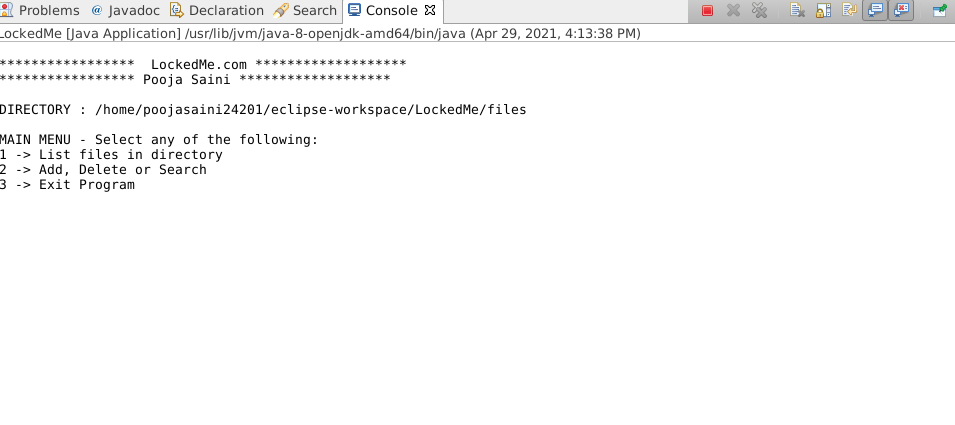 Problems @ Javadoc Declaration Search Console
LockedMe [Java Application] /usr/lib/jvm/java-8-openjdk-amd64/bin/java (Apr 29, 2021, 4:13:38 PM)
*****************  LockedMe.com *******************
***************** Pooja Saini *******************
DIRECTORY : /home/poojasaini24201/eclipse-workspace/LockedMe/files
MAIN MENU - Select any of the following:
1 -> List files in directory
2 -> Add, Delete or Search
3 -> Exit Program